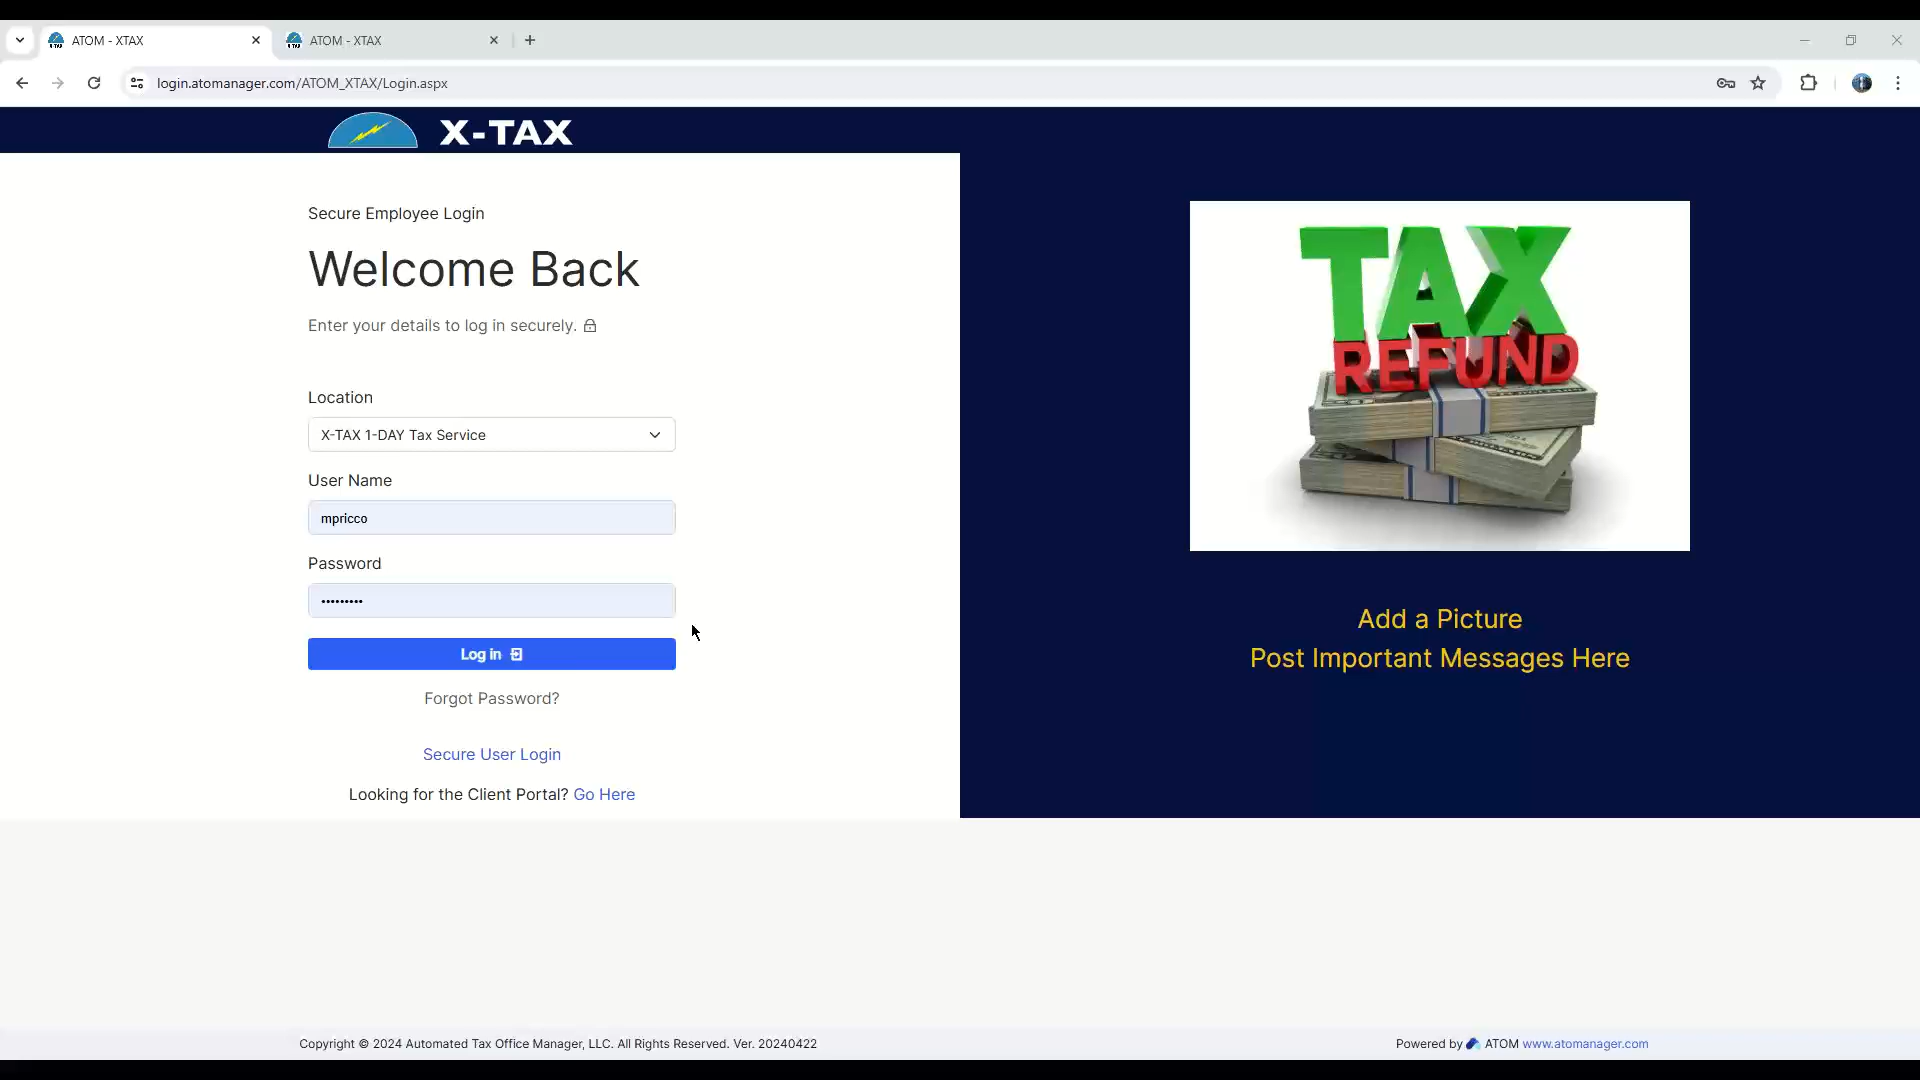 ATOM - XTAX
ATOM - XTAX
login.atomanager.com/ATOM_XTAX/Login.aspx
X-TAX
Secure Employee Login
Welcome Back
Enter your details to log in securely.
Location
X-TAX 1-DAY Tax Service
User Name
mpricco
Password
•••••••••
Log in
Forgot Password?
Secure User Login
Looking for the Client Portal? Go Here
TAX
REFUND
Add a Picture
Post Important Messages Here
Copyright © 2024 Automated Tax Office Manager, LLC. All Rights Reserved. Ver. 20240422
Powered by ATOM www.atomanager.com